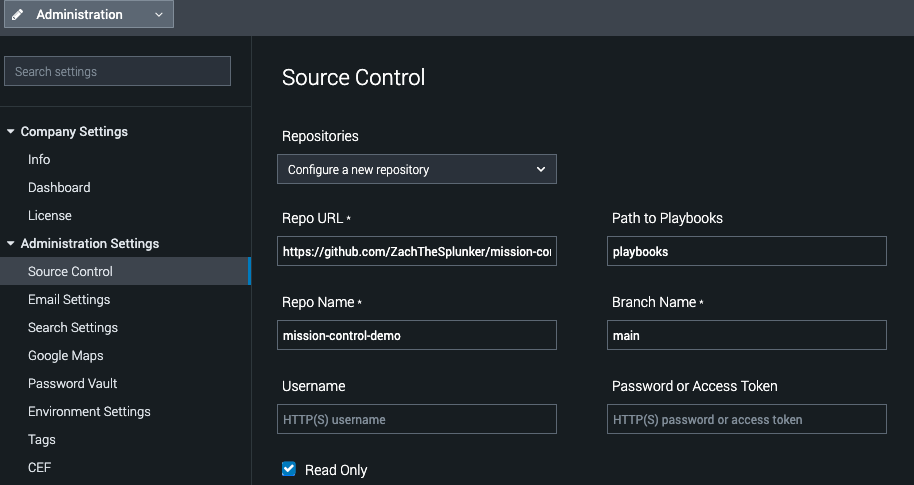 Administration
Search settings
Company Settings
Info
Dashboard
License
Administration Settings
Source Control
Email Settings
Search Settings
Google Maps
Password Vault
Environment Settings
Tags
CEF
Source Control
Repositories
Configure a new repository
Repo URL * Path to Playbooks
https://github.com/ZachTheSplunker/mission-co playbooks
Repo Name * Branch Name *
mission-control-demo main
Username Password or Access Token
HTTP(S) username HTTP(S) password or access token
Read Only